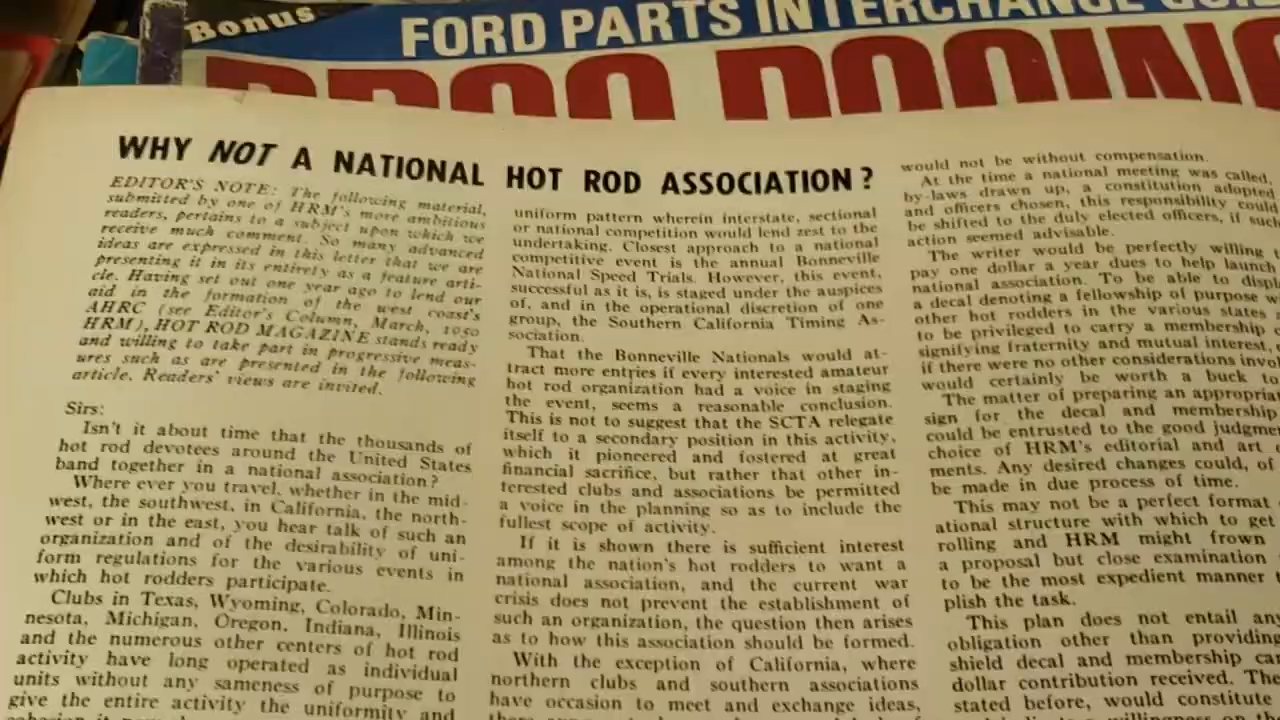 Bonus
FORD PARTS INTERCHANGE
WHY NOT A NATIONAL HOT ROD ASSOCIATION?
EDITOR'S NOTE: The following material,
submitted by one of HRM's more ambitious
readers, pertains to a subject upon which we
receive much comment. So many advanced
ideas are expressed in this letter that we are
presenting it in its entirety as a feature arti-
cle. Having set out one year ago to lend our
aid in the formation of the west coast's
AHRC (see Editor's Column, March, 1950
HRM), HOT ROD MAGAZINE stands ready
and willing to take part in progressive meas-
ures such as are presented in the following
article. Readers' views are invited.
Sirs:
Isn't it about time that the thousands of
hot rod devotees around the United States
band together in a national association?
Where ever you travel, whether in the mid-
west, the southwest, in California, the north-
west or in the east, you hear talk of such an
organization and of the desirability of uni-
form regulations for the various events in
which hot rodders participate.
Clubs in Texas, Wyoming, Colorado, Min-
nesota, Michigan, Oregon, Indiana, Illinois
and the numerous other centers of hot rod
activity have long operated as individual
units without any sameness of purpose to
give the entire activity the uniformity and
uniform pattern wherein interstate, sectional
or national competition would lend zest to the
undertaking. Closest approach to a national
competitive event is the annual Bonneville
National Speed Trials. However, this event,
successful as it is, is staged under the auspices
of, and in the operational discretion of one
group, the Southern California Timing As-
sociation.
That the Bonneville Nationals would at-
tract more entries if every interested amateur
hot rod organization had a voice in staging
the event, seems a reasonable conclusion.
This is not to suggest that the SCTA relegate
itself to a secondary position in this activity,
which it pioneered and fostered at great
financial sacrifice, but rather that other in-
terested clubs and associations be permitted
a voice in the planning so as to include the
fullest scope of activity.
If it is shown there is sufficient interest
among the nation's hot rodders to want a
national association, and the current war
crisis does not prevent the establishment of
such an organization, the question then arises
as to how this association should be formed.
With the exception of California, where
northern clubs and southern associations
have occasion to meet and exchange ideas,
would not be without compensation.
At the time a national meeting was called,
by-laws drawn up, a constitution adopted
and officers chosen, this responsibility could
be shifted to the duly elected officers, if such
action seemed advisable.
The writer would be perfectly willing
pay one dollar a year dues to help launch
national association. To be able to
a decal denoting a fellowship of purpose
other hot rodders in the various states
to be privileged to carry a membership
signifying fraternity and mutual interest,
if there were no other considerations
would certainly be worth a buck to
The matter of preparing an
sign for the decal and membership
could be entrusted to the good
choice of HRM's editorial and art
ments. Any desired changes could, of
be made in due process of time.
This may not be a perfect format
ational structure with which to get
rolling and HRM might frown
a proposal but close examination
to be the most expedient manner
plish the task.
This plan does not entail any
obligation other than providing
shield decal and membership
dollar contribution received. The
stated before, would constitute